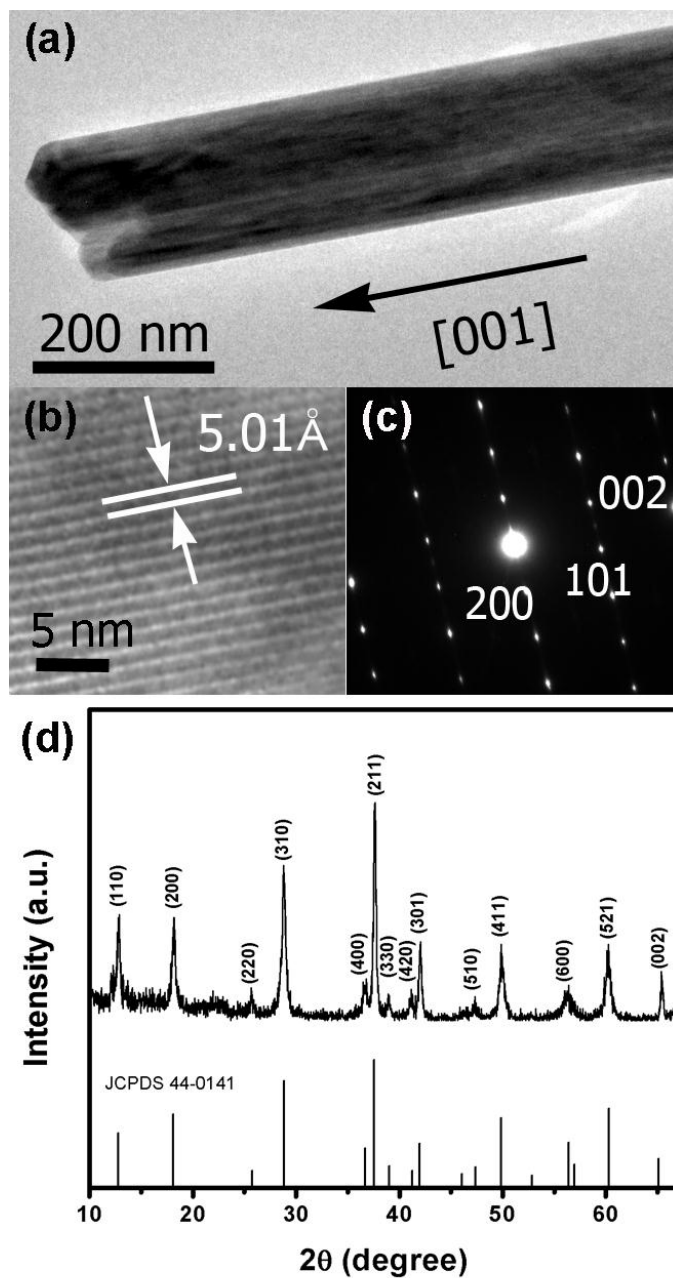 (a)
200 nm
[001]
(b)
5.01Å
5 nm
(c)
002
200
101
(d)
Intensity (a.u.)
(110)
(200)
(220)
(310)
(400)
(211)
(330)
(420)
(301)
(510)
(411)
(600)
(521)
(002)
JCPDS 44-0141
10 20 30 40 50 60
2θ (degree)